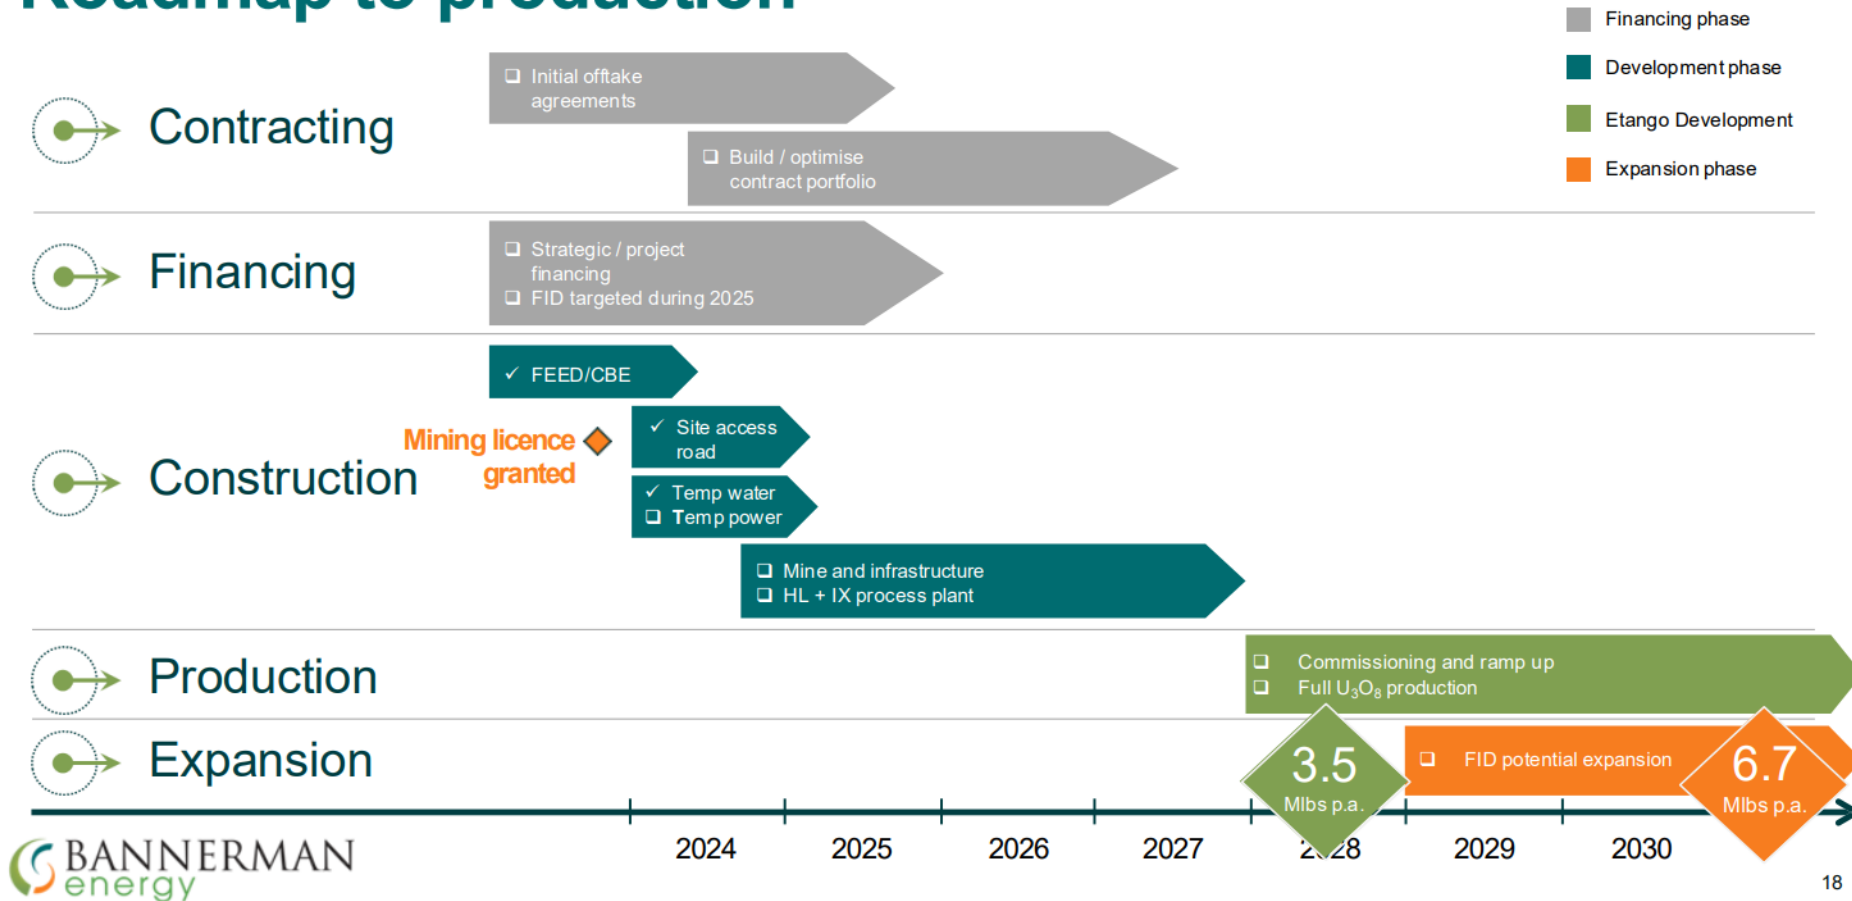 Roadmap to production
Financing phase
Development phase
Etango Development
Expansion phase
Contracting
❑ Initial offtake
agreements
❑ Build / optimise
contract portfolio
Financing
❑ Strategic / project
financing
❑ FID targeted during 2025
Construction
✓ FEED/CBE
Mining licence
granted
✓ Site access
road
✓ Temp water
❑ Temp power
❑ Mine and infrastructure
❑ HL + IX process plant
Production
❑ Commissioning and ramp up
❑ Full U₃O₈ production
Expansion
3.5
Mlbs p.a.
❑ FID potential expansion
6.7
Mlbs p.a.
2024 2025 2026 2027 2028 2029 2030
BANNERMAN
energy
18